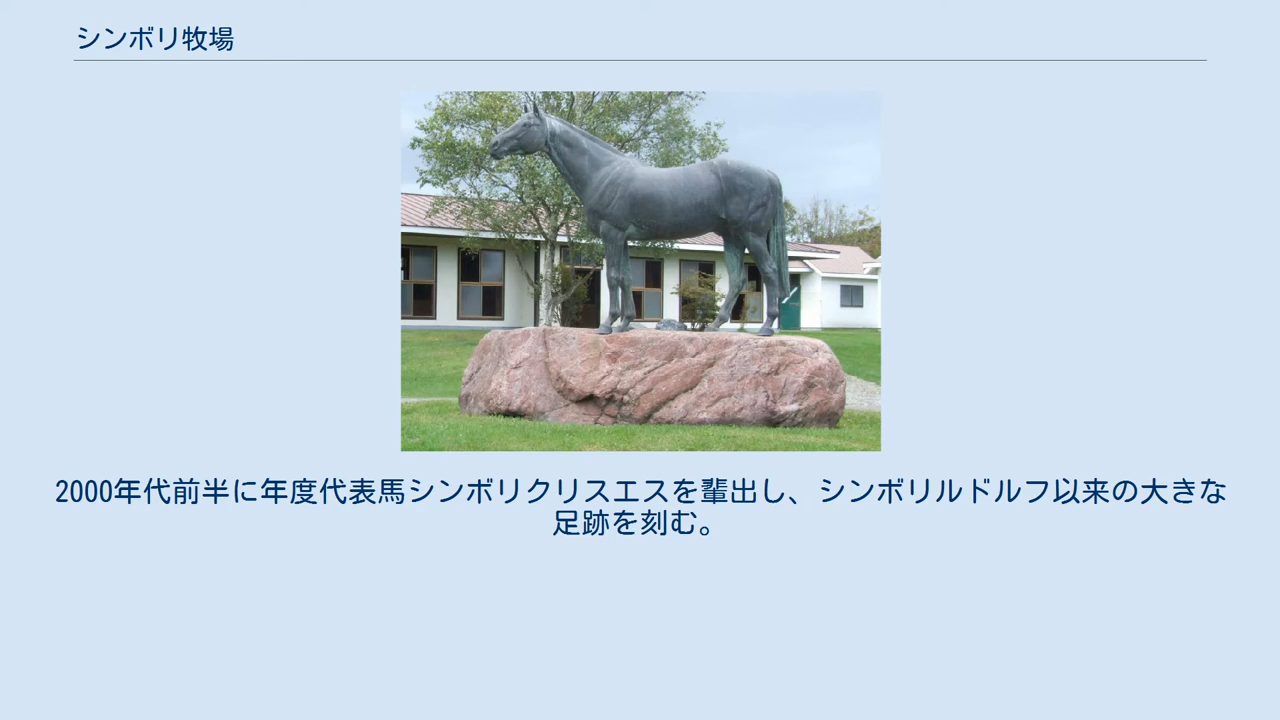 シンボリ牧場
2000年代前半に年度代表馬シンボリクリスエスを輩出し、シンボリルドルフ以来の大きな
足跡を刻む。